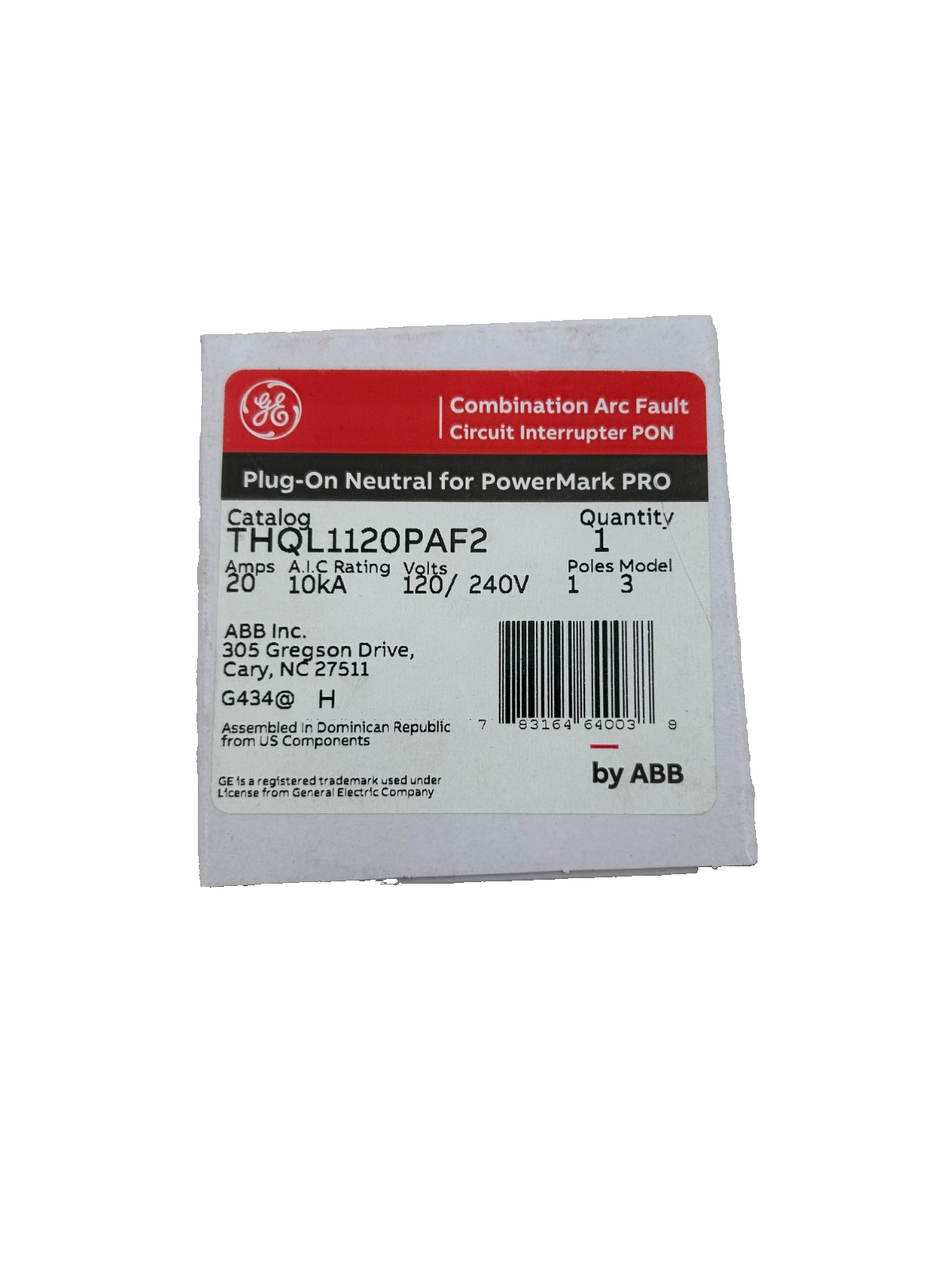 GE
Combination Arc Fault
Circuit Interrupter PON
Plug-On Neutral for PowerMark PRO
Catalog Quantity
THQL1120PAF2 1
Amps A.I.C Rating Volts Poles Model
20 10kA 120/ 240V 1 3
ABB Inc.
305 Gregson Drive,
Cary, NC 27511
G434@ H
Assembled In Dominican Republic
from US Components
7 83164 64003 8
by ABB
GE is a registered trademark used under
License from General Electric Company